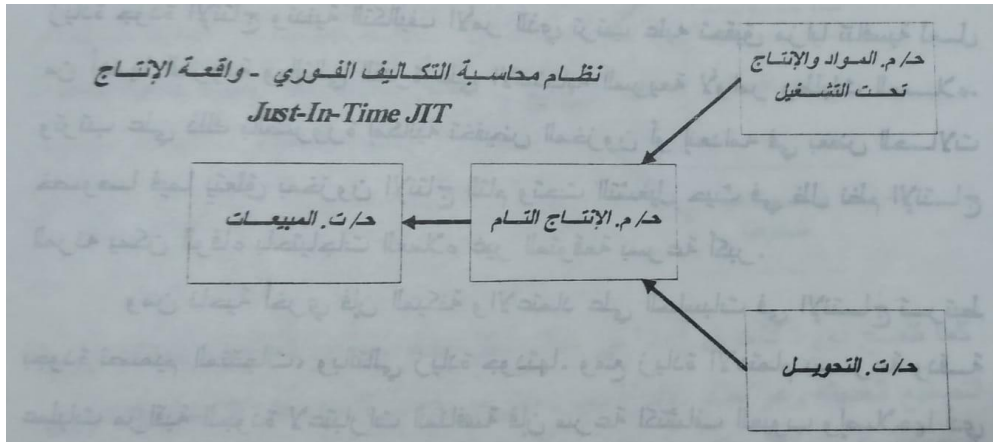 نظام محاسبة التكاليف الفوري - واقعة الإنتاج
Just-In-Time JIT
ح/ م. المواد والإنتاج
تحت التشغيل
ح/ م. الإنتاج التام
ح/ ت. المبيعات
ح/ ت. التحويل